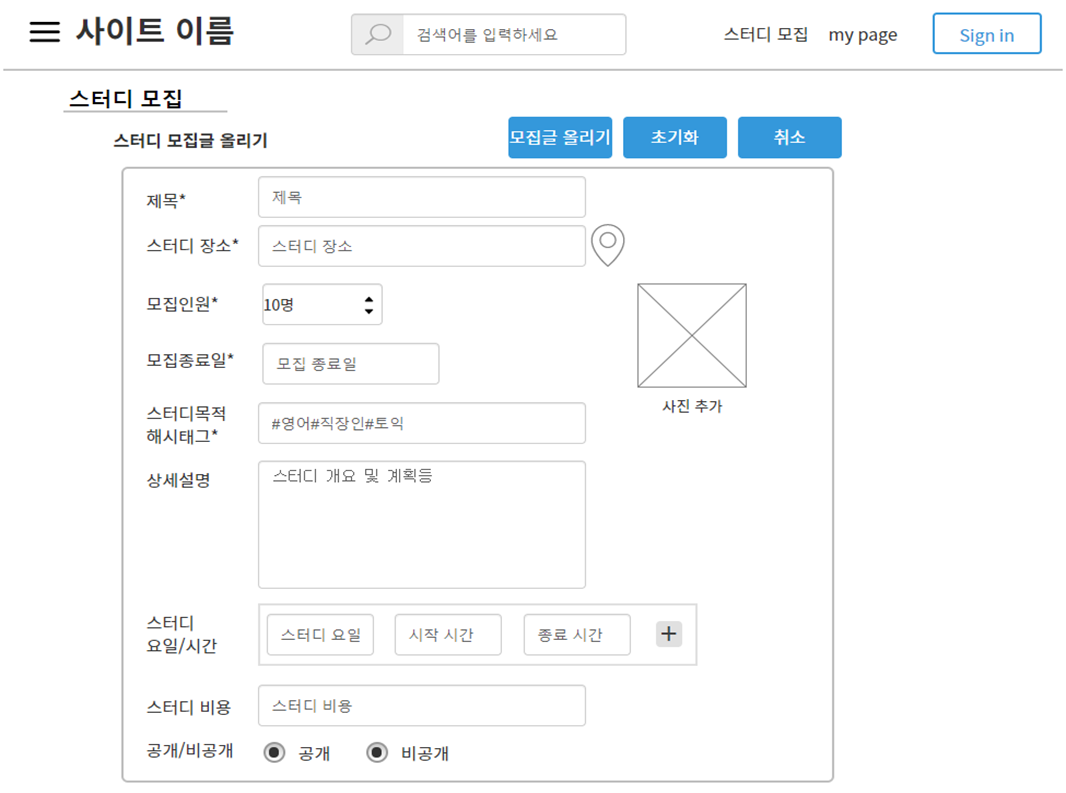 사이트 이름
검색어를 입력하세요
스터디 모집 my page Sign in
스터디 모집
스터디 모집글 올리기
모집글 올리기 초기화 취소
제목* 제목
스터디 장소* 스터디 장소
모집인원* 10명
모집종료일* 모집 종료일
사진 추가
스터디목적
해시태그* #영어#직장인#토익
상세설명 스터디 개요 및 계획등
스터디
요일/시간 스터디 요일 시작 시간 종료 시간 +
스터디 비용 스터디 비용
공개/비공개 공개 비공개